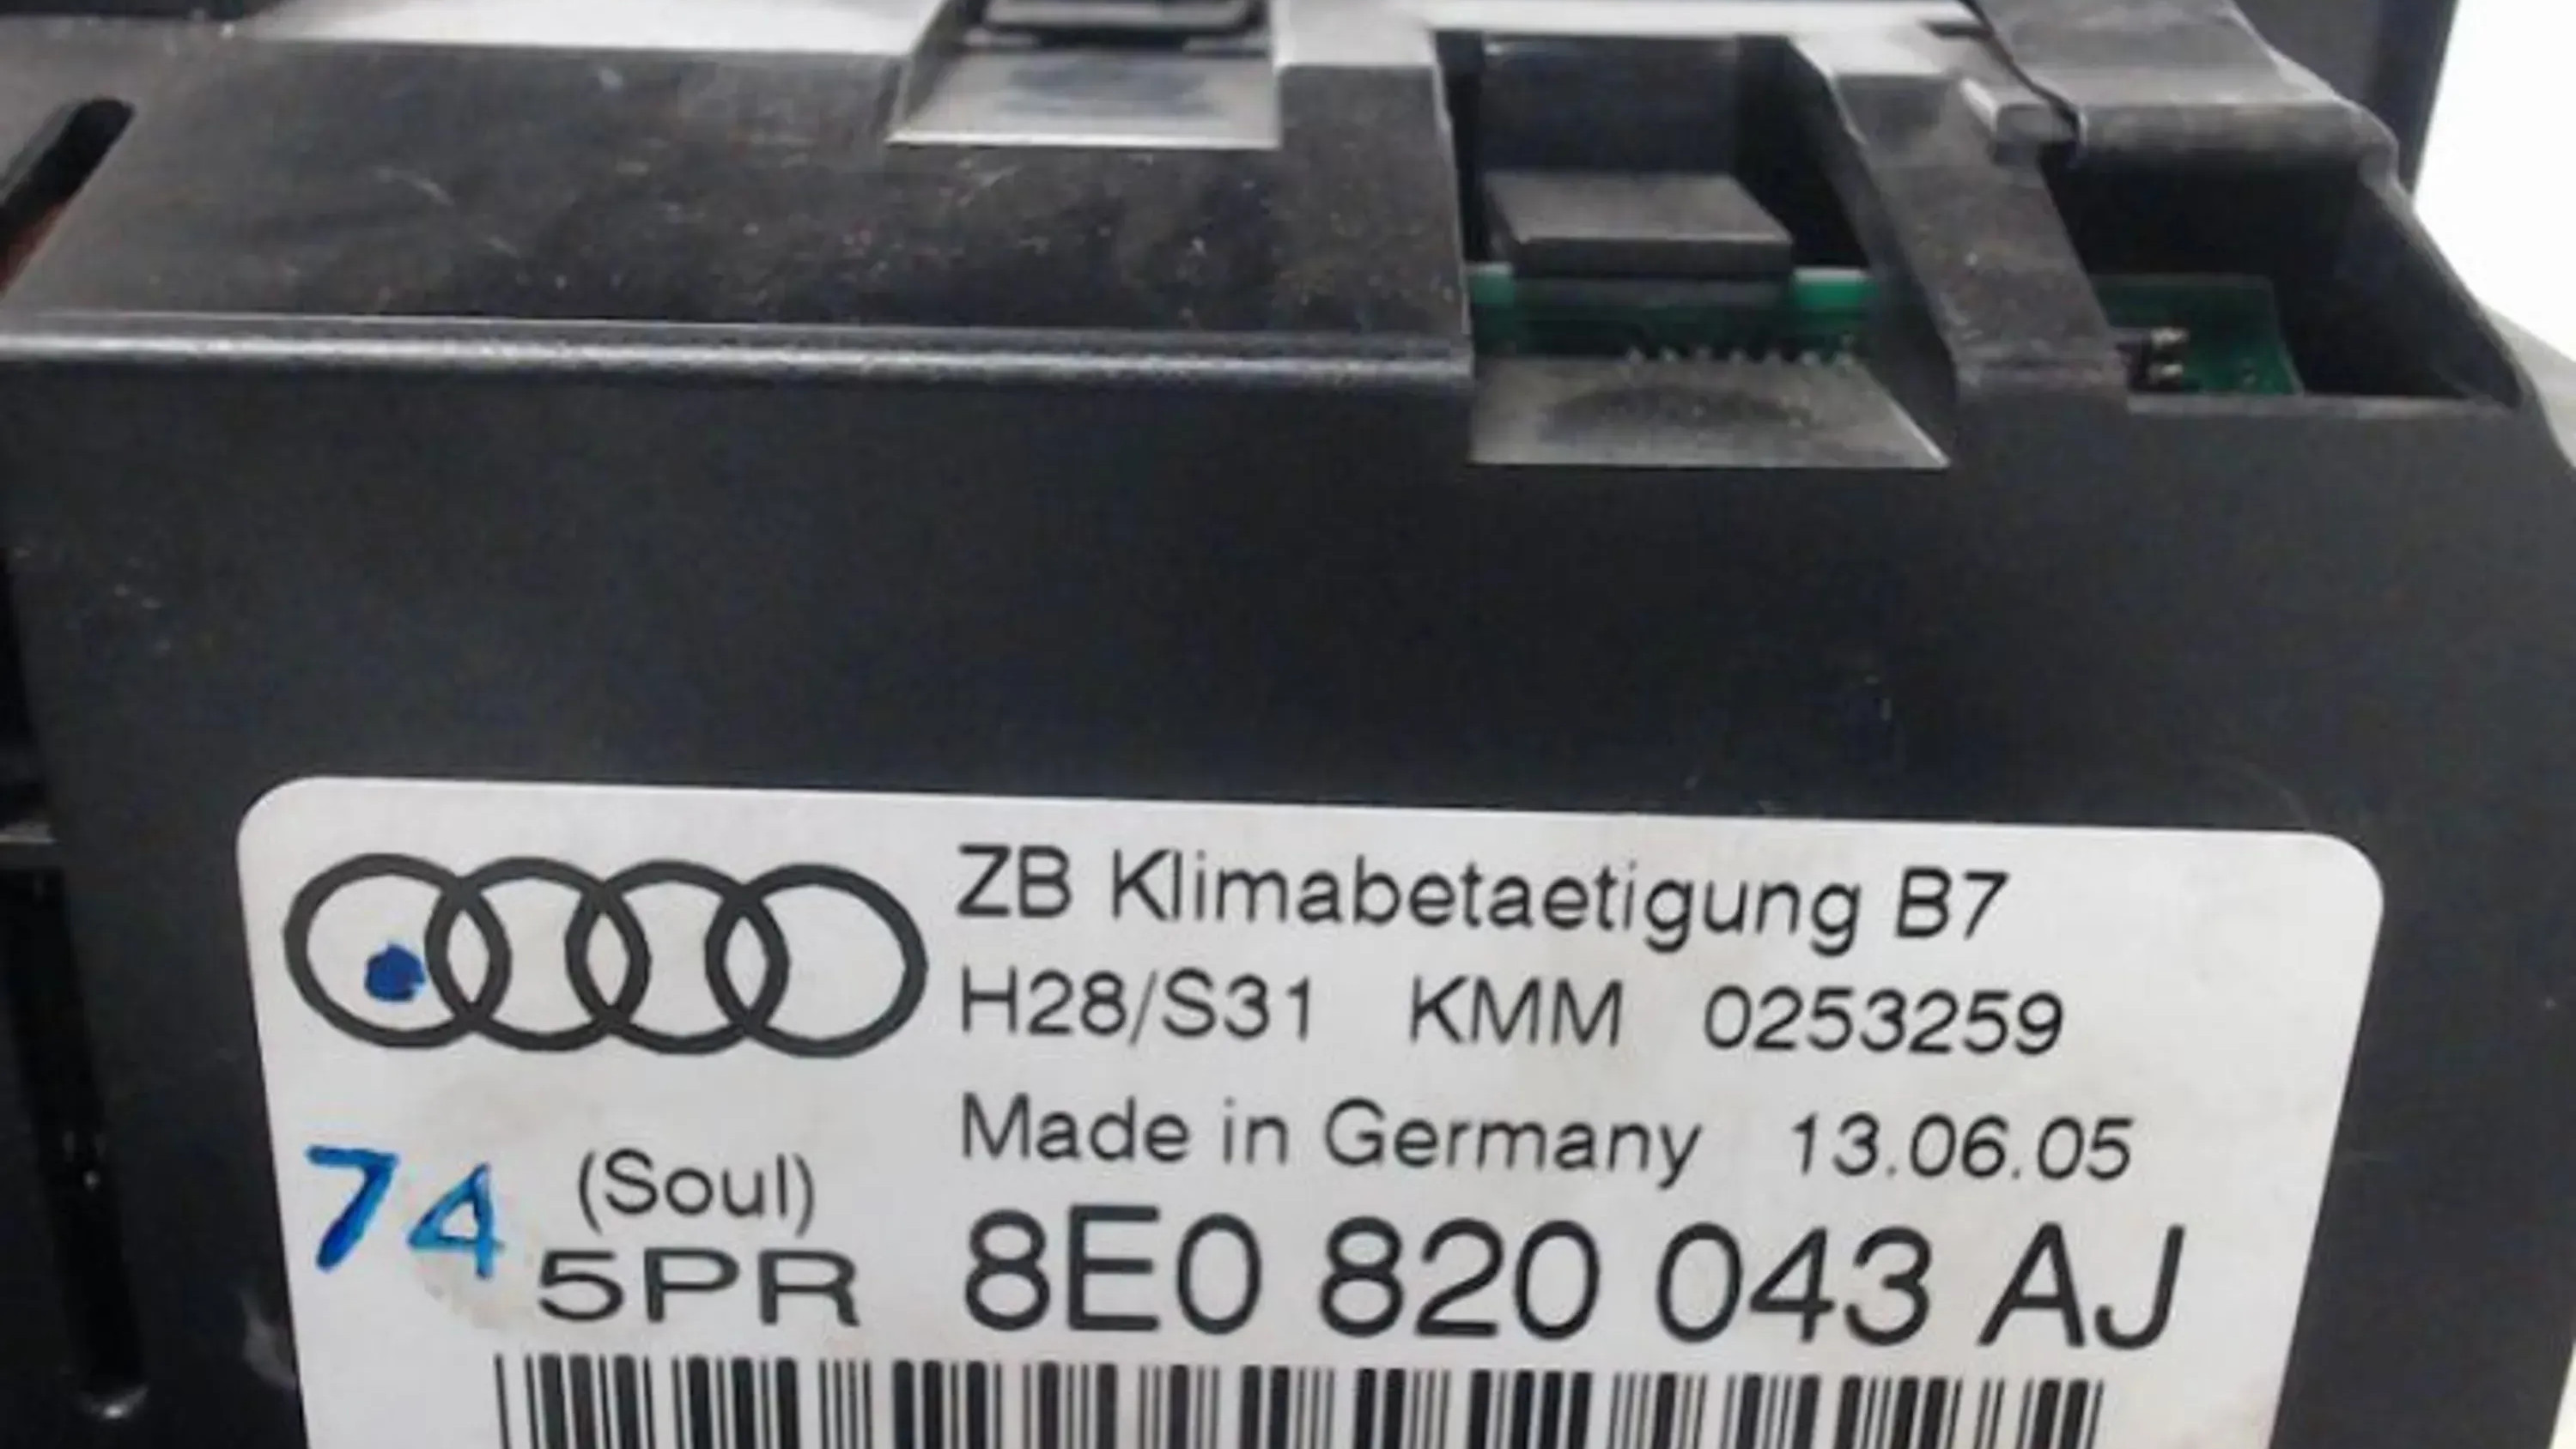 ZB Klimabetaetigung B7
H28/S31 KMM 0253259
Made in Germany 13.06.05
74 (Soul)
5PR 8E0 820 043 AJ